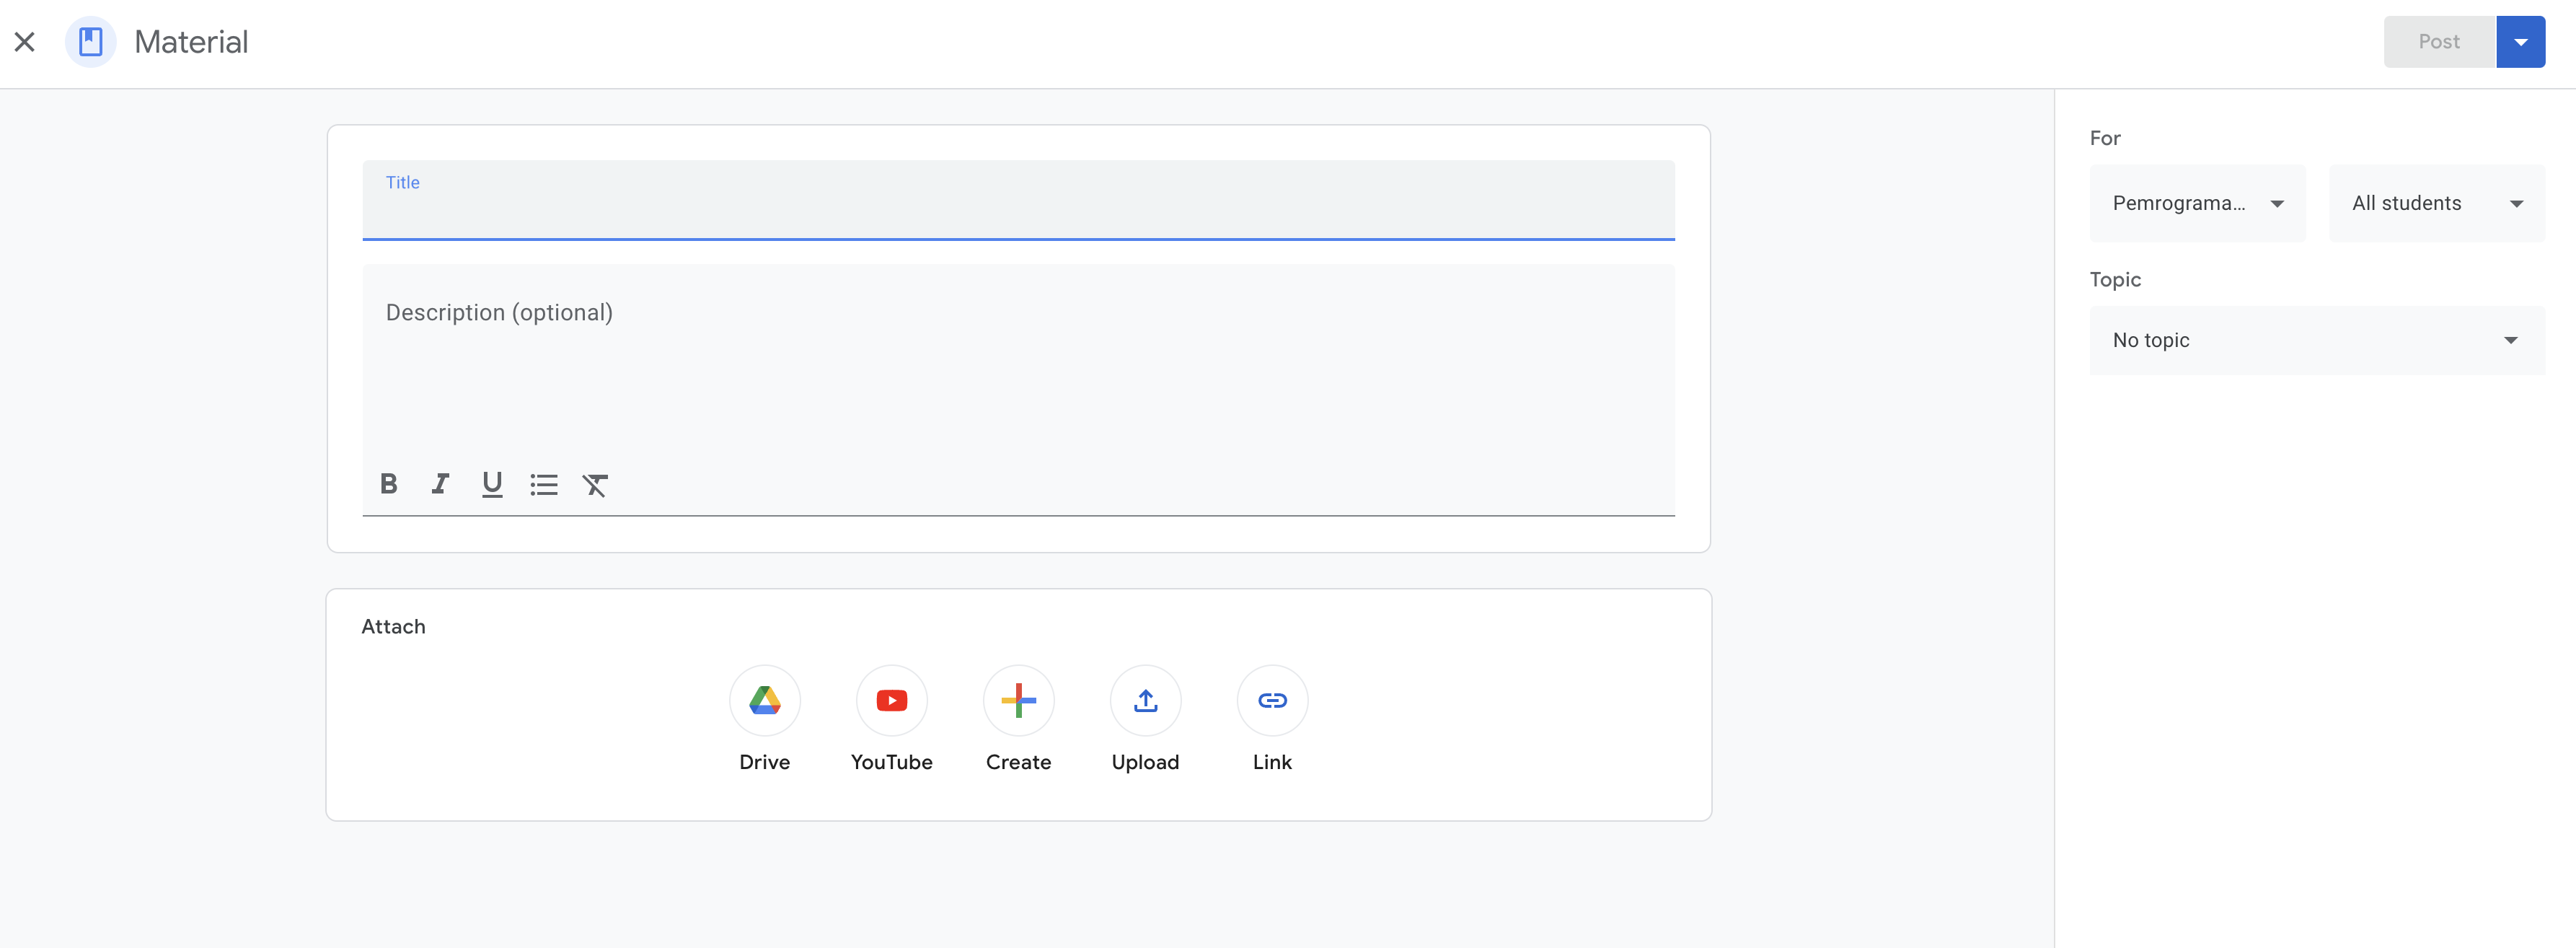 Material
Post
Title
Description (optional)
B I U
Attach
Drive YouTube Create Upload Link
For
Pemrograma... All students
Topic
No topic